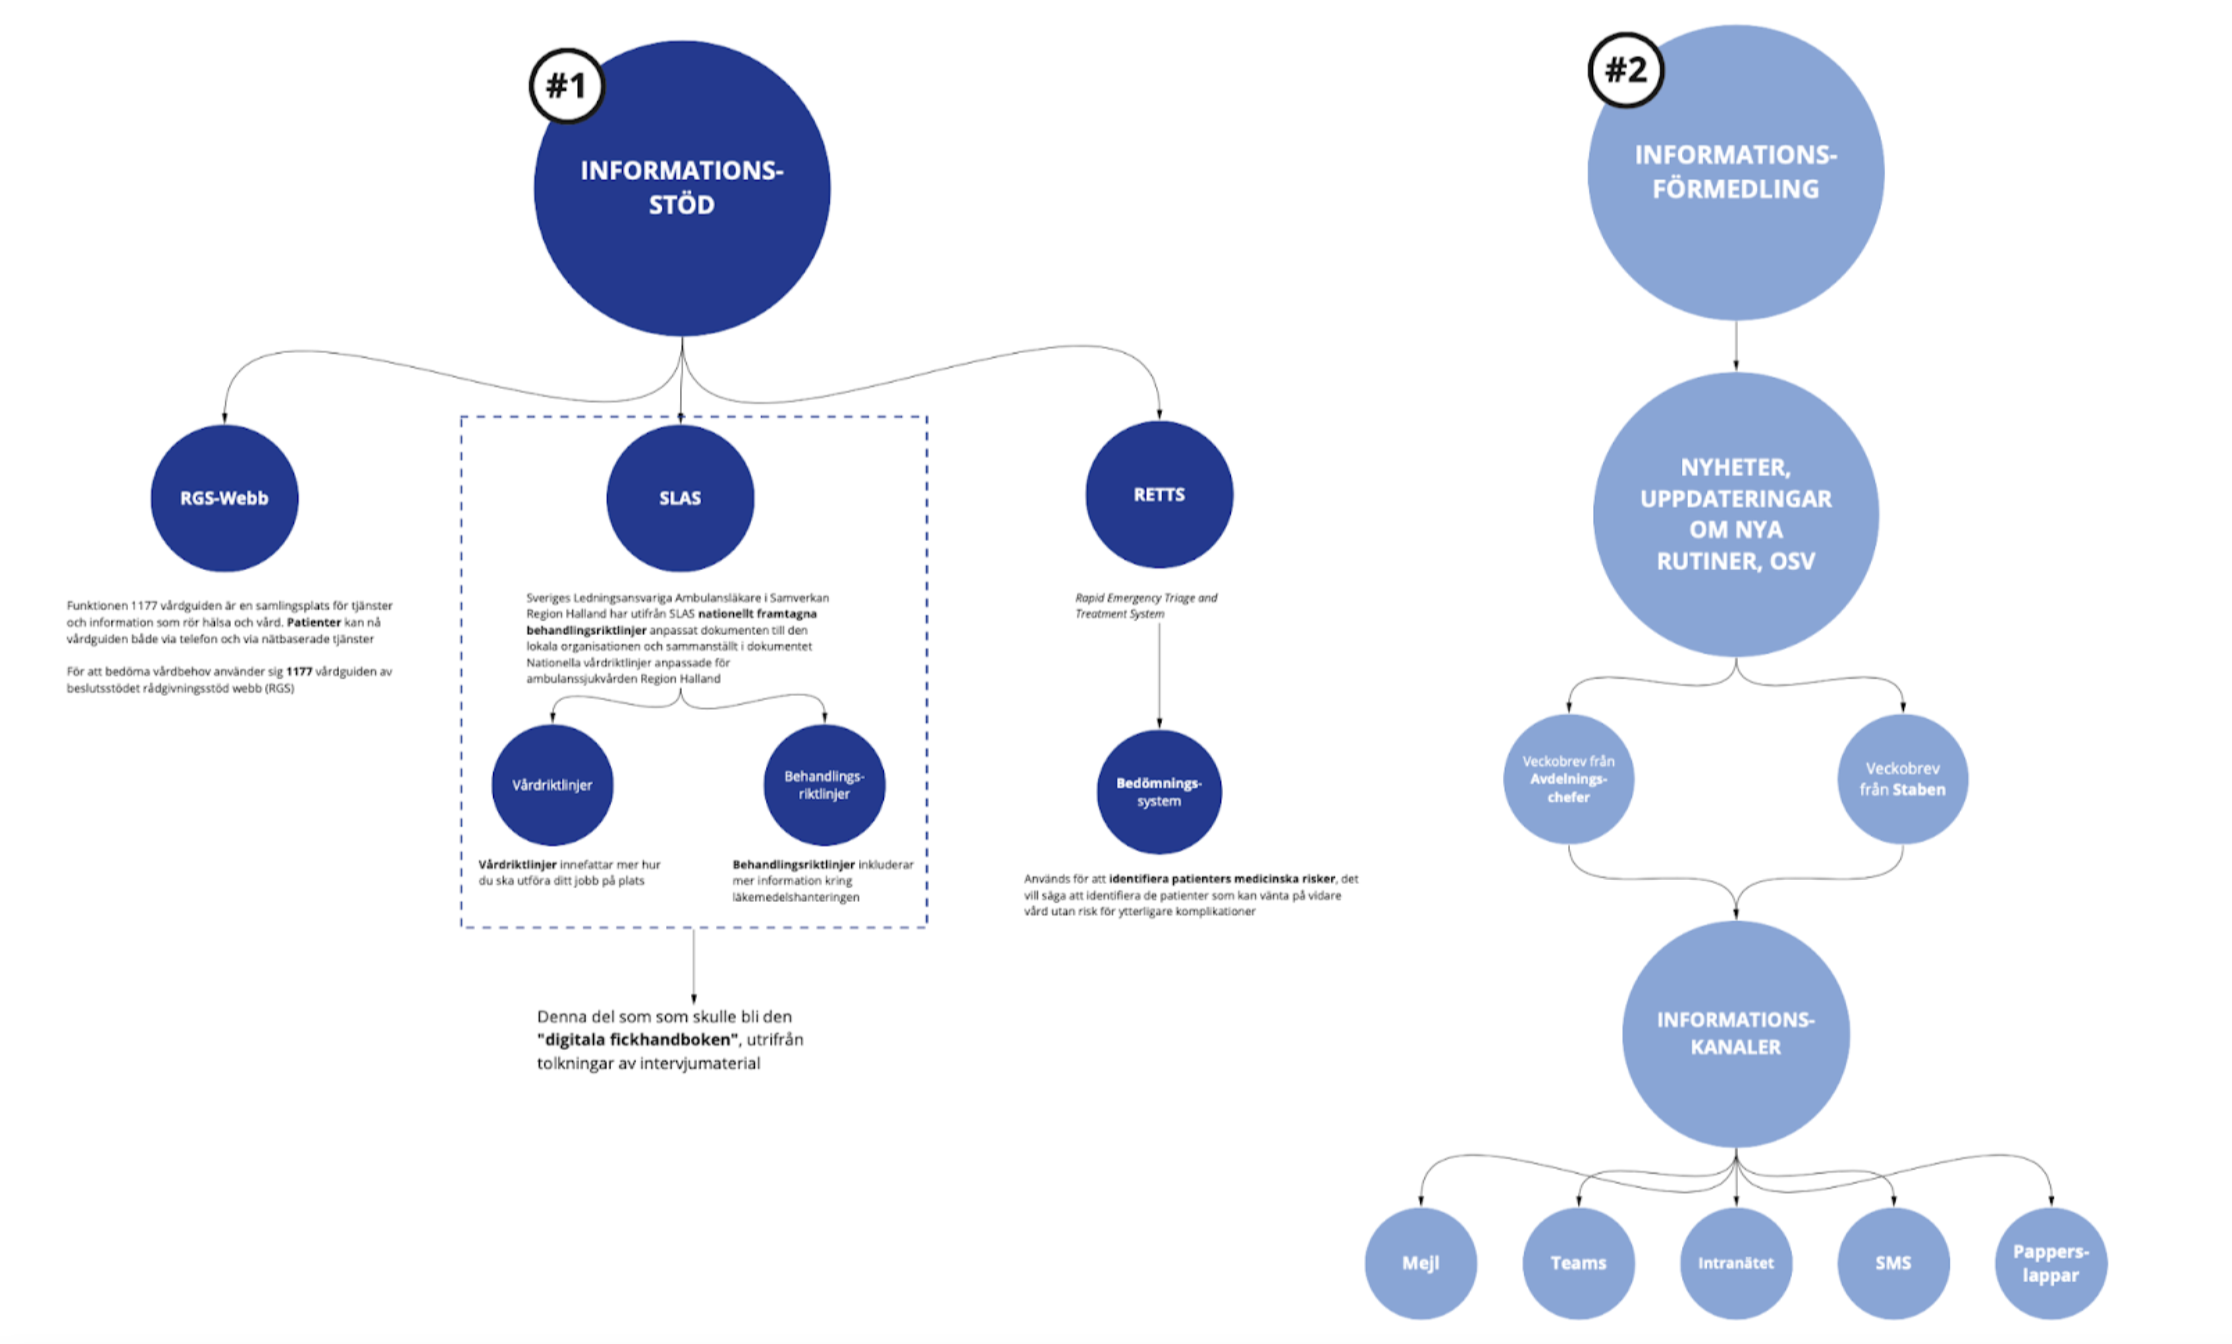 #1
INFORMATIONS-
STÖD
RGS-Webb
Funktionen 1177 vårdguiden är en samlingsplats för tjänster
och information som rör hälsa och vård. Patienter kan nå
vårdguiden både via telefon och via nätbaserade tjänster
För att bedöma vårdbehov använder sig 1177 vårdguiden av
beslutsstödet rådgivningsstöd webb (RGS)
SLAS
Sveriges Ledningsansvariga Ambulansläkare i Samverkan
Region Halland har utifrån SLAS nationellt framtagna
behandlingsriktlinjer anpassat dokumenten till den
lokala organisationen och sammanställt i dokumentet
Nationella vårdriktlinjer anpassade för
ambulanssjukvården Region Halland
Vårdriktlinjer
Vårdriktlinjer innefattar mer hur
du ska utföra ditt jobb på plats
Behandlings-
riktlinjer
Behandlingsriktlinjer inkluderar
mer information kring
läkemedelshanteringen
Denna del som som skulle bli den
"digitala fickhandboken", utrifrån
tolkningar av intervjumaterial
RETTS
Rapid Emergency Triage and
Treatment System
Bedömnings-
system
Används för att identifiera patienters medicinska risker, det
vill säga att identifiera de patienter som kan vänta på vidare
vård utan risk för ytterligare komplikationer
#2
INFORMATIONS-
FÖRMEDLING
NYHETER,
UPPDATERINGAR
OM NYA
RUTINER, OSV
Veckobrev från
Avdelnings-
chefer
Veckobrev
från Staben
INFORMATIONS-
KANALER
Mejl
Teams
Intranätet
SMS
Pappers-
lappar